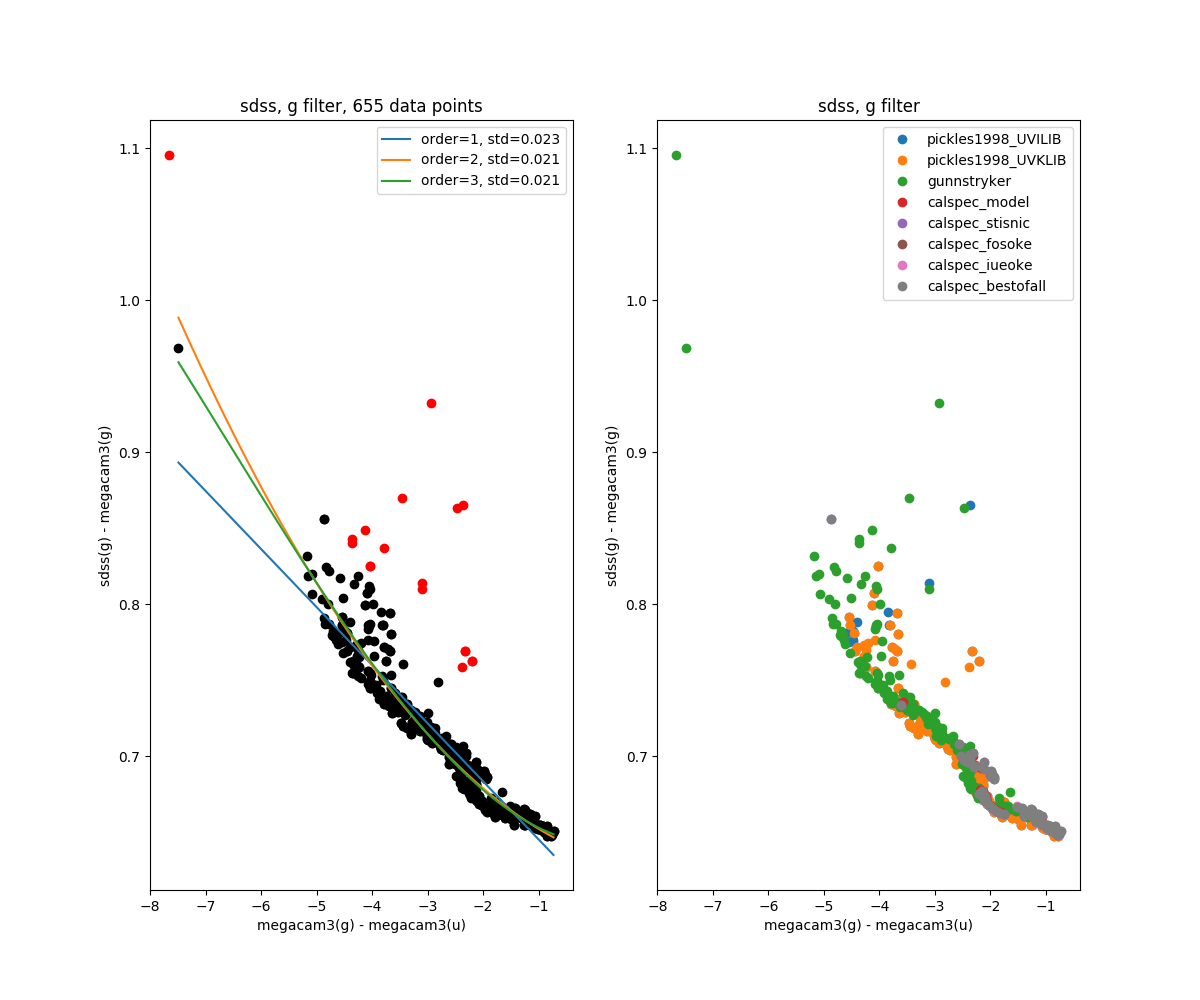 sdss, g filter, 655 data points
order=1, std=0.023
order=2, std=0.021
order=3, std=0.021
1.1
1.0
0.9
0.8
0.7
sdss(g) - megacam3(g)
−8 −7 −6 −5 −4 −3 −2 −1
megacam3(g) - megacam3(u)
sdss, g filter
pickles1998_UVILIB
pickles1998_UVKLIB
gunnstryker
calspec_model
calspec_stisnic
calspec_fosoke
calspec_iueoke
calspec_bestofall
1.1
1.0
0.9
0.8
0.7
sdss(g) - megacam3(g)
−8 −7 −6 −5 −4 −3 −2 −1
megacam3(g) - megacam3(u)